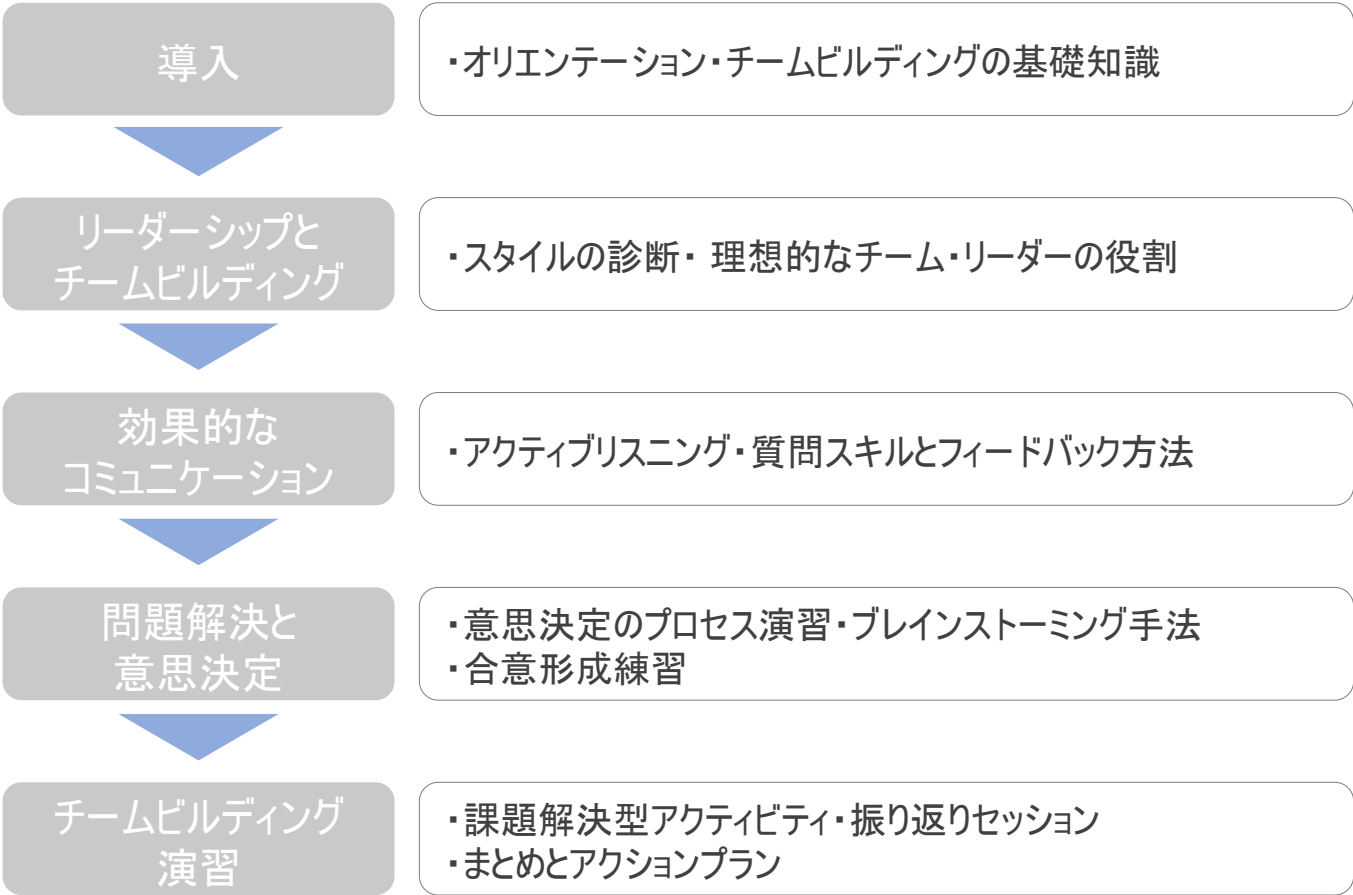 導入
・オリエンテーション・チームビルディングの基礎知識
リーダーシップと
チームビルディング
・スタイルの診断・ 理想的なチーム・リーダーの役割
効果的な
コミュニケーション
・アクティブリスニング・質問スキルとフィードバック方法
問題解決と
意思決定
・意思決定のプロセス演習・ブレインストーミング手法
・合意形成練習
チームビルディング
演習
・課題解決型アクティビティ・振り返りセッション
・まとめとアクションプラン